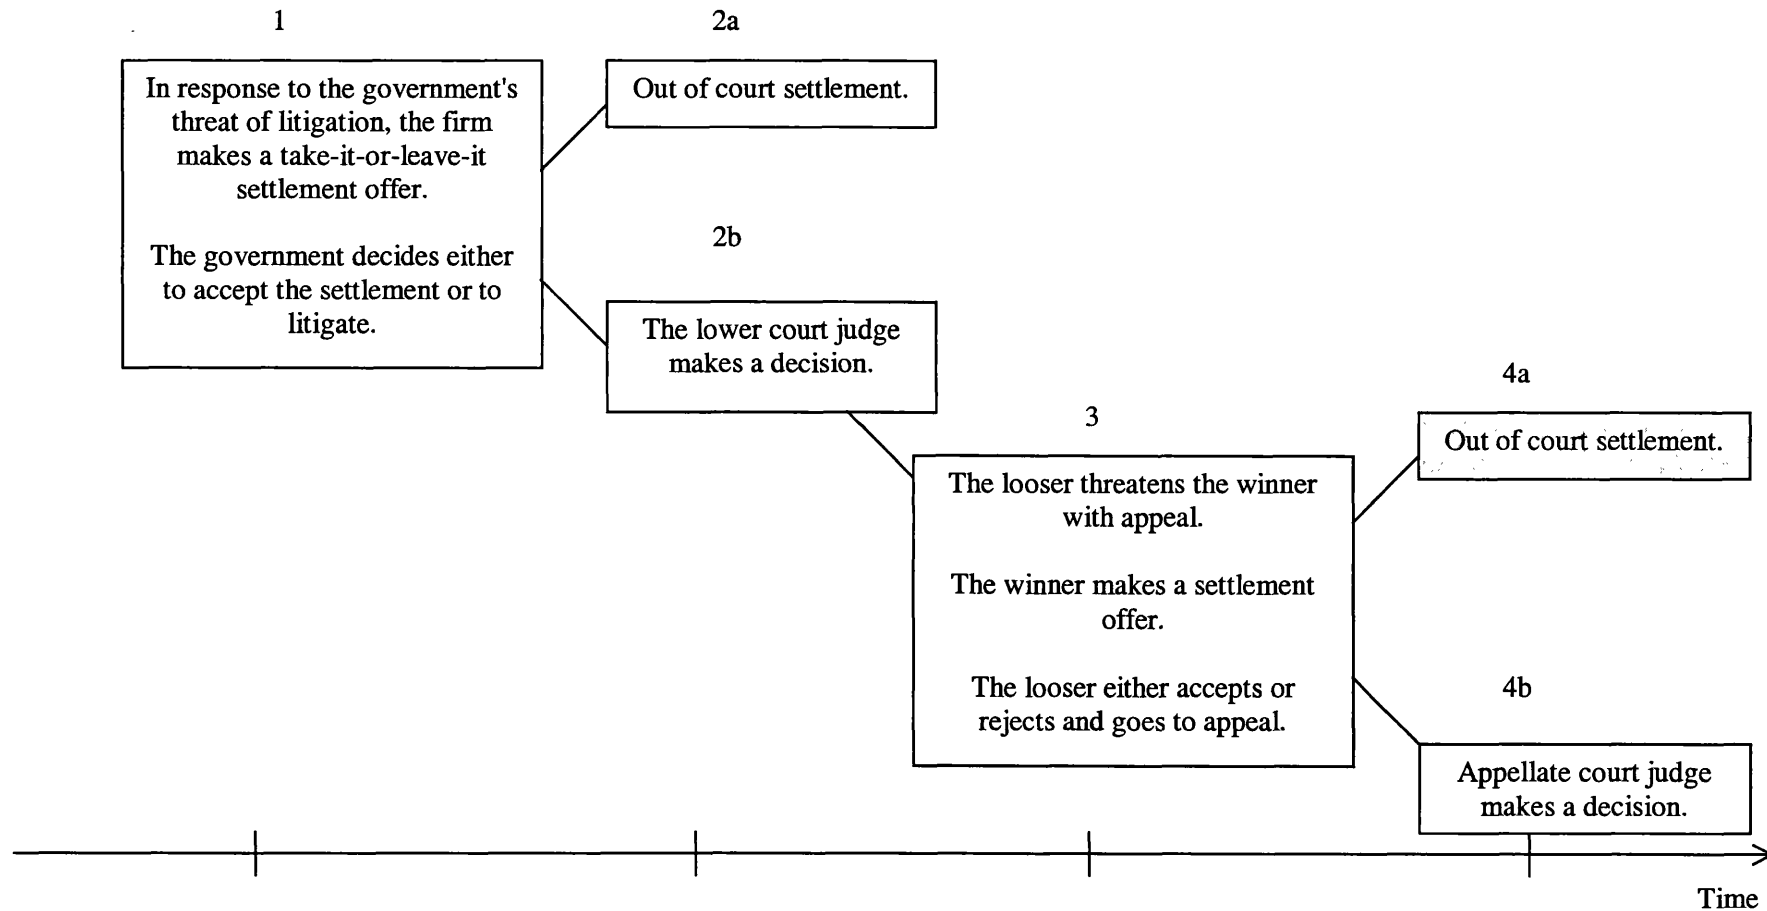 1
In response to the government's
threat of litigation, the firm
makes a take-it-or-leave-it
settlement offer.
The government decides either
to accept the settlement or to
litigate.
2a
Out of court settlement.
2b
The lower court judge
makes a decision.
3
The looser threatens the winner
with appeal.
The winner makes a settlement
offer.
The looser either accepts or
rejects and goes to appeal.
4a
Out of court settlement.
4b
Appellate court judge
makes a decision.
Time